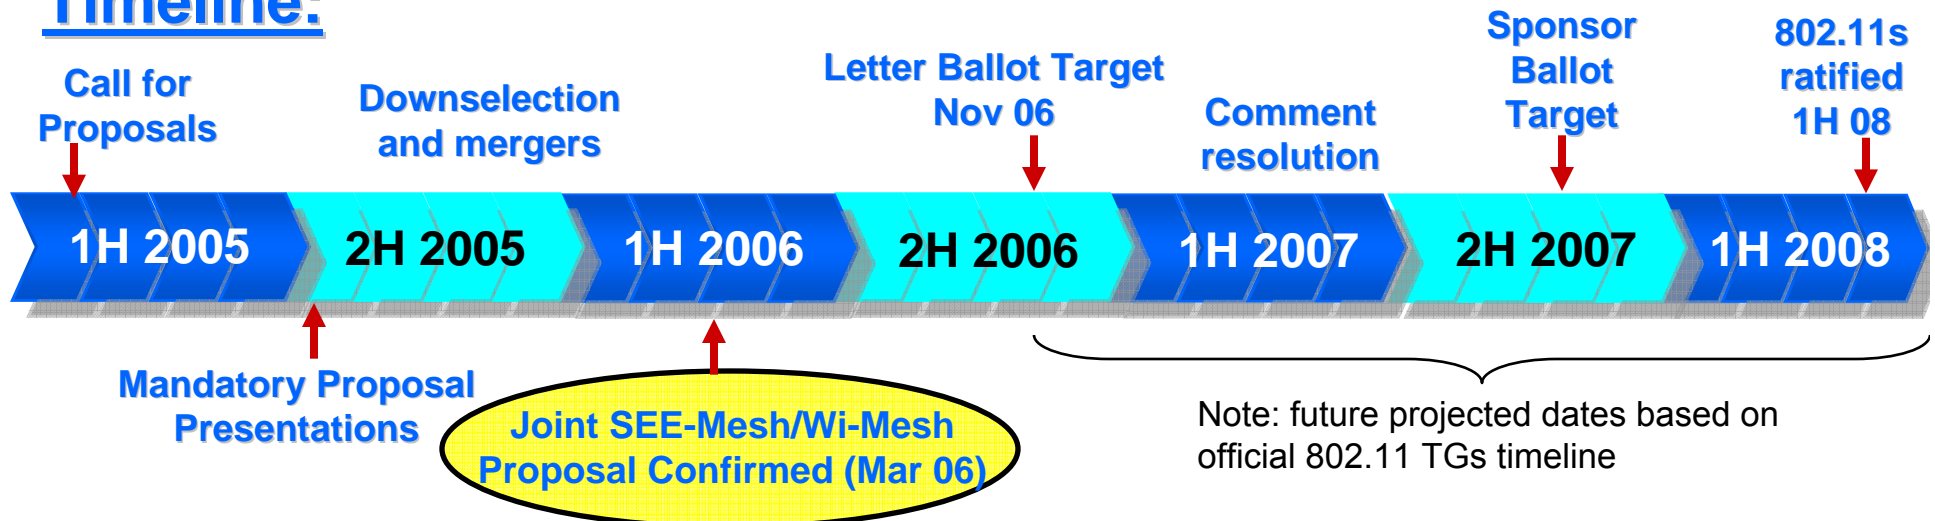 Timeline:
Call for
Proposals
Downselection
and mergers
Letter Ballot Target
Nov 06
Comment
resolution
Sponsor
Ballot
Target
802.11s
ratified
1H 08
1H 2005
2H 2005
1H 2006
2H 2006
1H 2007
2H 2007
1H 2008
Mandatory Proposal
Presentations
Joint SEE-Mesh/Wi-Mesh
Proposal Confirmed (Mar 06)
Note: future projected dates based on
official 802.11 TGs timeline